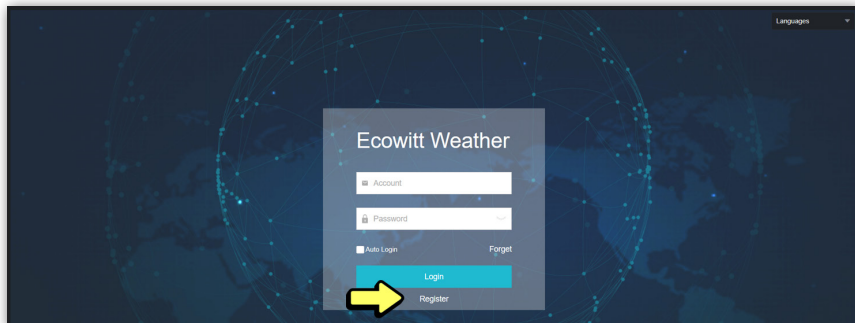 Languages
Ecowitt Weather
Account
Password
Auto Login Forget
Login
Register